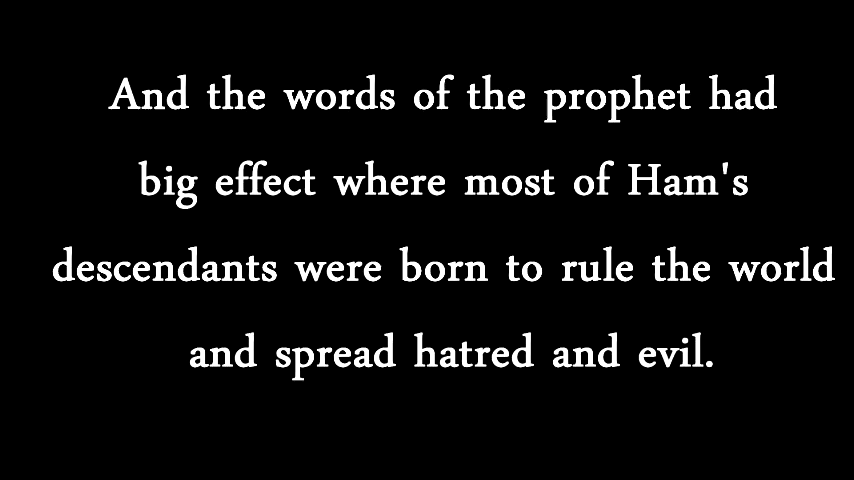 And the words of the prophet had
big effect where most of Ham's
descendants were born to rule the world
and spread hatred and evil.